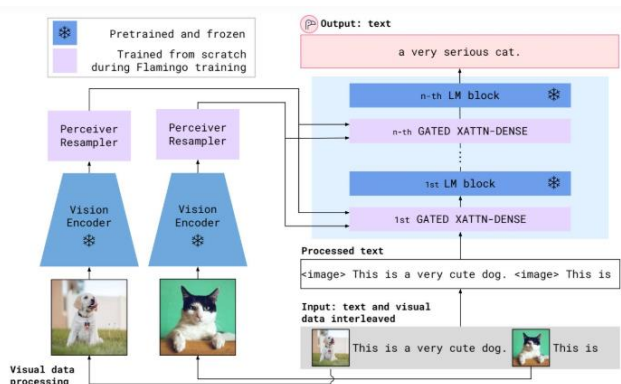 Pretrained and frozen
Trained from scratch
during Flamingo training
Output: text
a very serious cat.
n-th LM block
n-th GATED XATTN-DENSE
1st LM block
1st GATED XATTN-DENSE
Perceiver
Resampler
Perceiver
Resampler
Vision
Encoder
Vision
Encoder
Processed text
<image> This is a very cute dog. <image> This is
Input: text and visual
data interleaved
This is a very cute dog.
This is
Visual data
processing